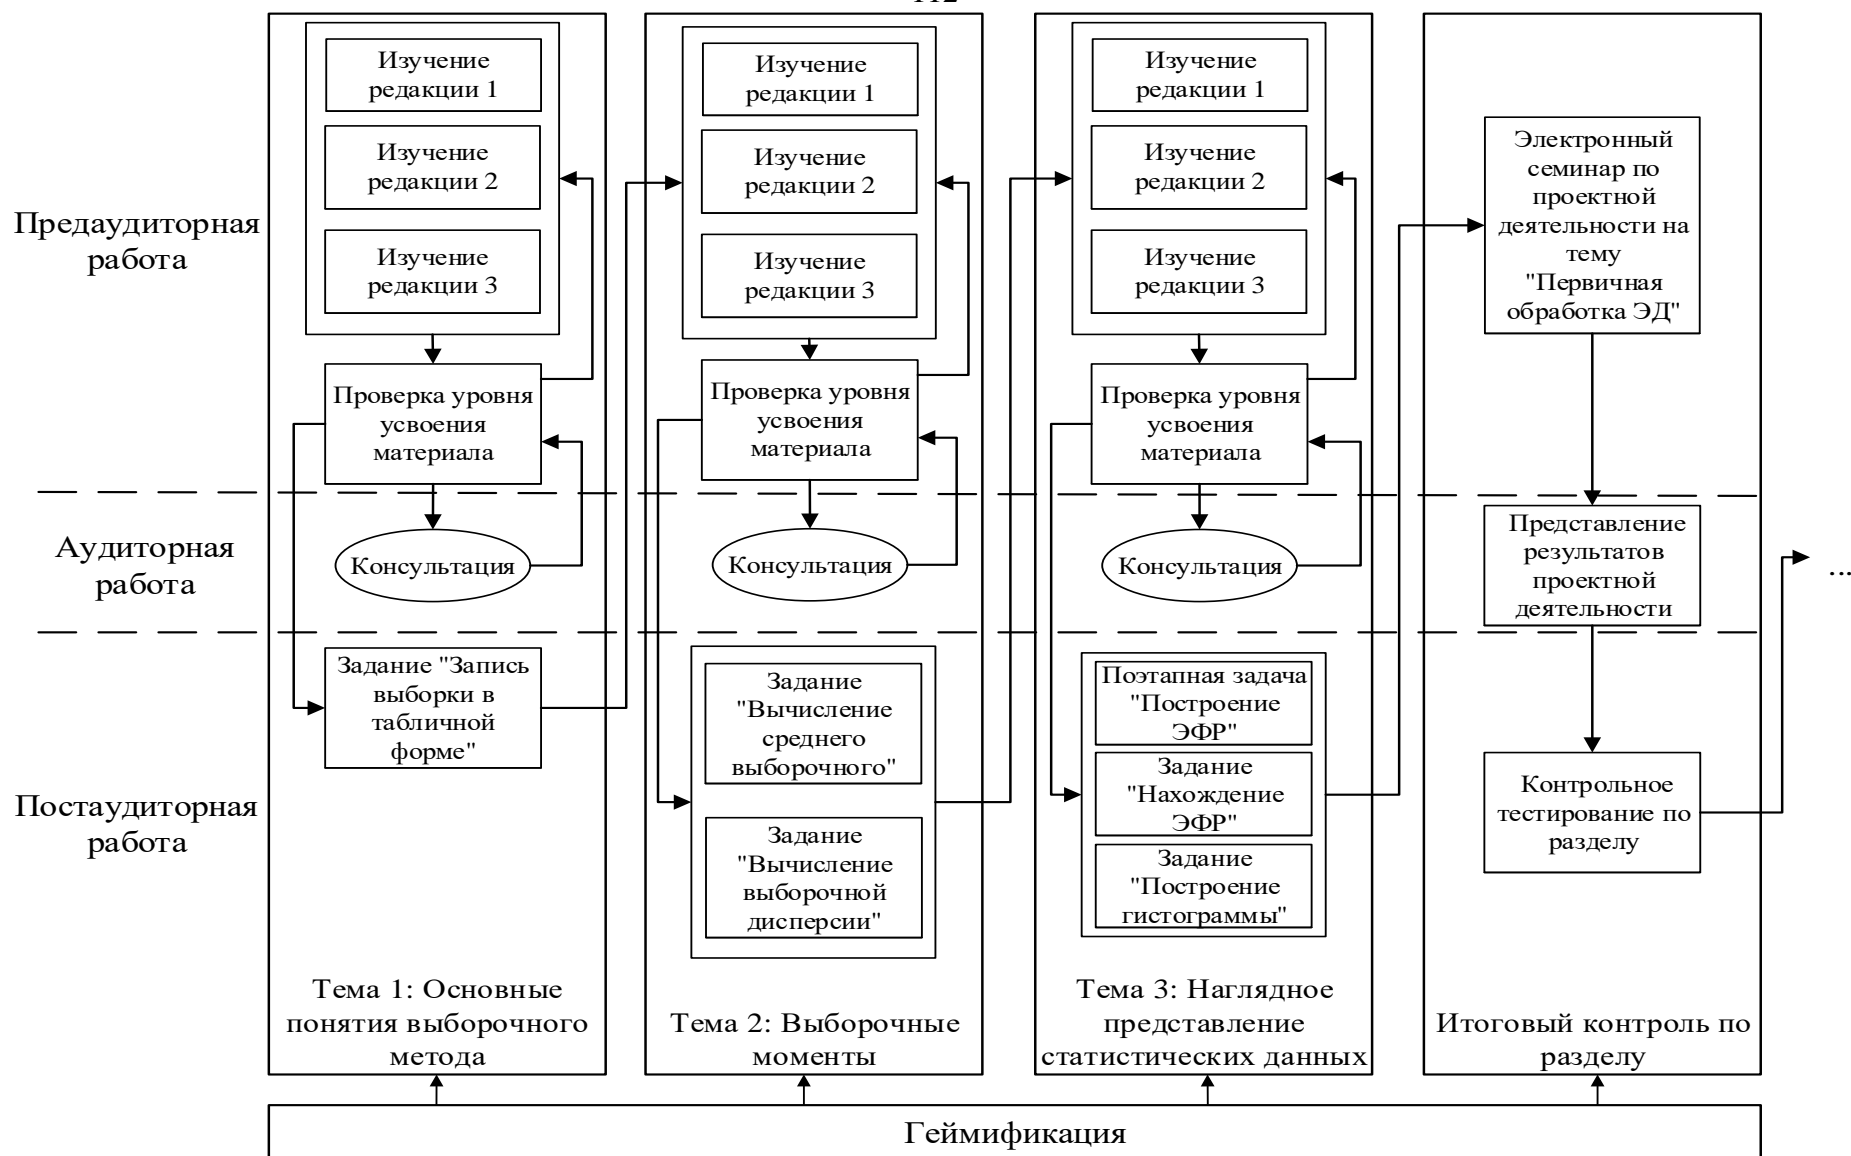 Предаудиторная
работа
Аудиторная
работа
Постаудиторная
работа
Изучение
редакции 1
Изучение
редакции 2
Изучение
редакции 3
Проверка уровня
усвоения
материала
Консультация
Задание "Запись
выборки в
табличной
форме"
Тема 1: Основные
понятия выборочного
метода
Изучение
редакции 1
Изучение
редакции 2
Изучение
редакции 3
Проверка уровня
усвоения
материала
Консультация
Задание
"Вычисление
среднего
выборочного"
Задание
"Вычисление
выборочной
дисперсии"
Тема 2: Выборочные
моменты
Изучение
редакции 1
Изучение
редакции 2
Изучение
редакции 3
Проверка уровня
усвоения
материала
Консультация
Поэтапная задача
"Построение
ЭФР"
Задание
"Нахождение
ЭФР"
Задание
"Построение
гистограммы"
Тема 3: Наглядное
представление
статистических данных
Электронный
семинар по
проектной
деятельности на
тему
"Первичная
обработка ЭД"
Представление
результатов
проектной
деятельности
Контрольное
тестирование по
разделу
Итоговый контроль по
разделу
...
Геймификация